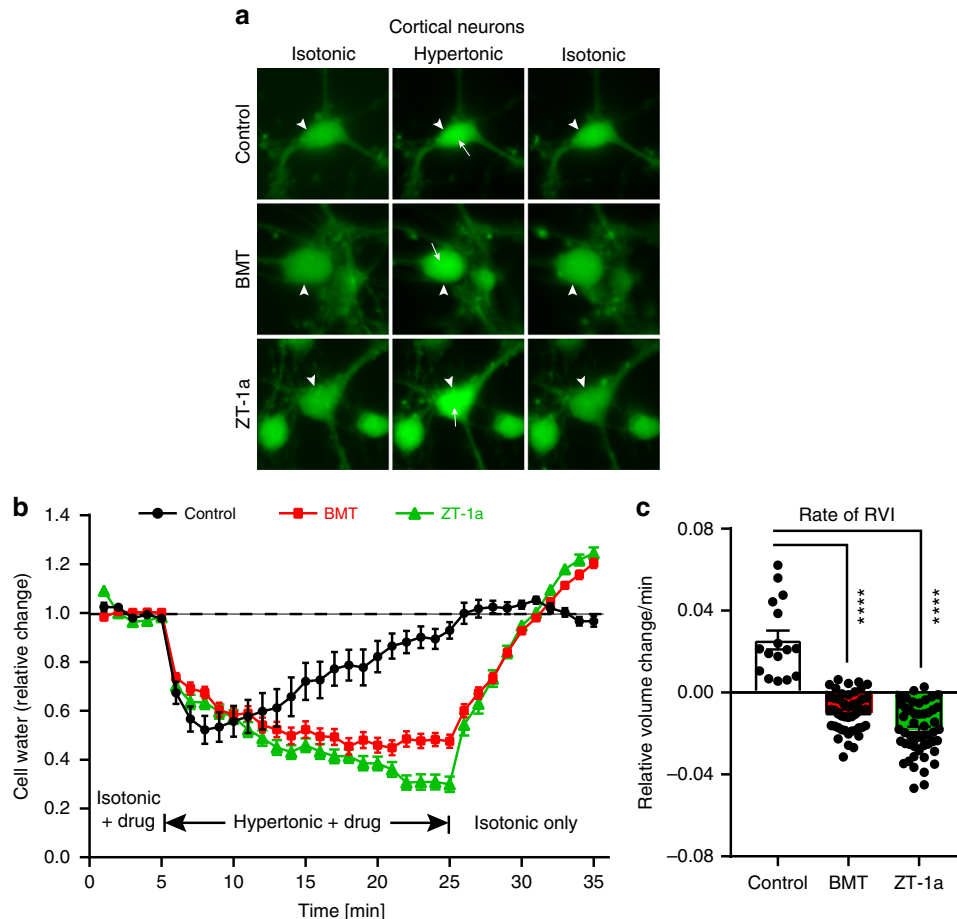 a
Cortical neurons
Isotonic Hypertonic Isotonic
Control
BMT
ZT-1a
b
Control BMT ZT-1a
Cell water (relative change)
1.4
1.2
1.0
0.8
0.6
0.4
0.2
0.0
Isotonic
+ drug
Hypertonic + drug
Isotonic only
0 5 10 15 20 25 30 35
Time [min]
c
Rate of RVI
Relative volume change/min
0.08
0.04
0.00
−0.04
−0.08
****
****
Control BMT ZT-1a